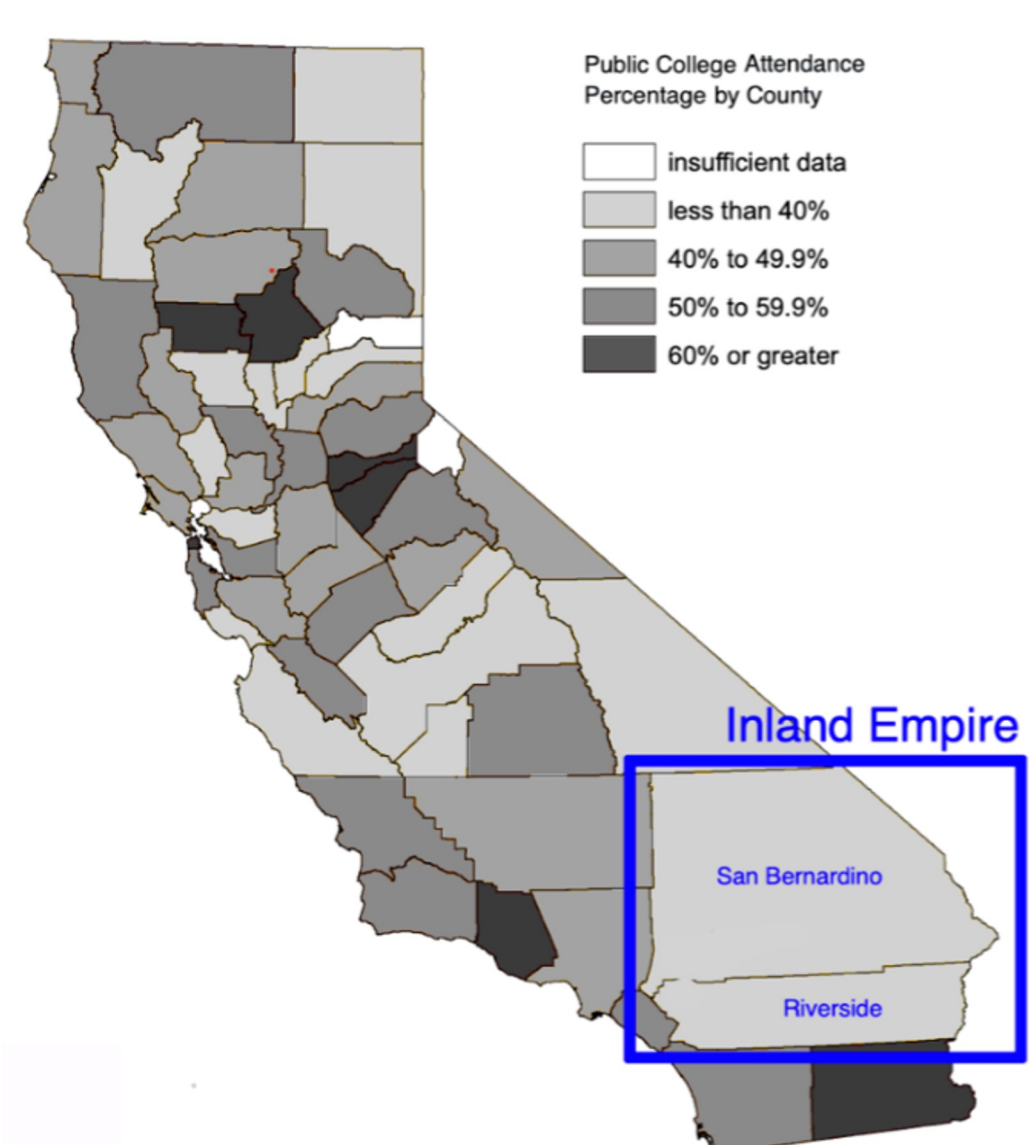 Public College Attendance
Percentage by County
insufficient data
less than 40%
40% to 49.9%
50% to 59.9%
60% or greater
Inland Empire
San Bernardino
Riverside